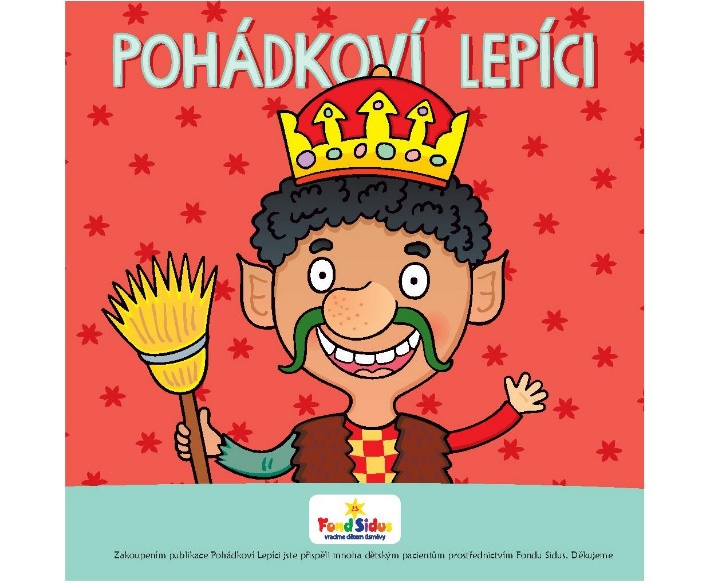 POHÁDKOVÍ LEPÍCI
Fond Sidus
vracíme dětem úsměvy
Zakoupením publikace Pohádkoví Lepíci jste přispěli mnoha dětským pacientům prostřednictvím Fondu Sidus. Děkujeme